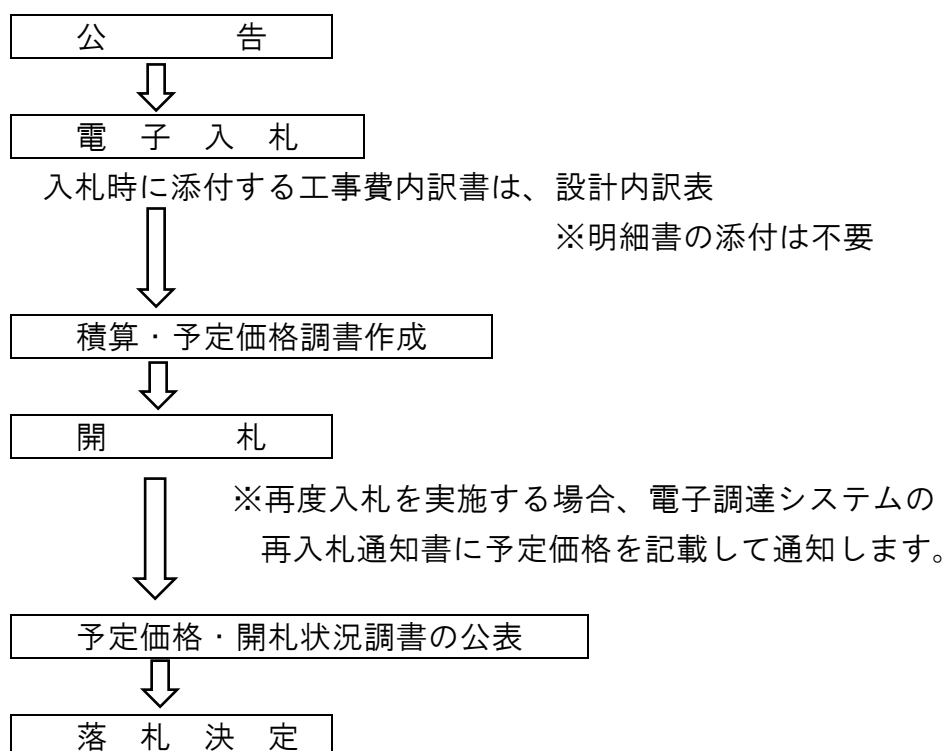 公　　　　告
電　子　入　札
入札時に添付する工事費内訳書は、設計内訳表
※明細書の添付は不要
積算・予定価格調書作成
開　　　　札
※再度入札を実施する場合、電子調達システムの
再入札通知書に予定価格を記載して通知します。
予定価格・開札状況調書の公表
落　札　決　定